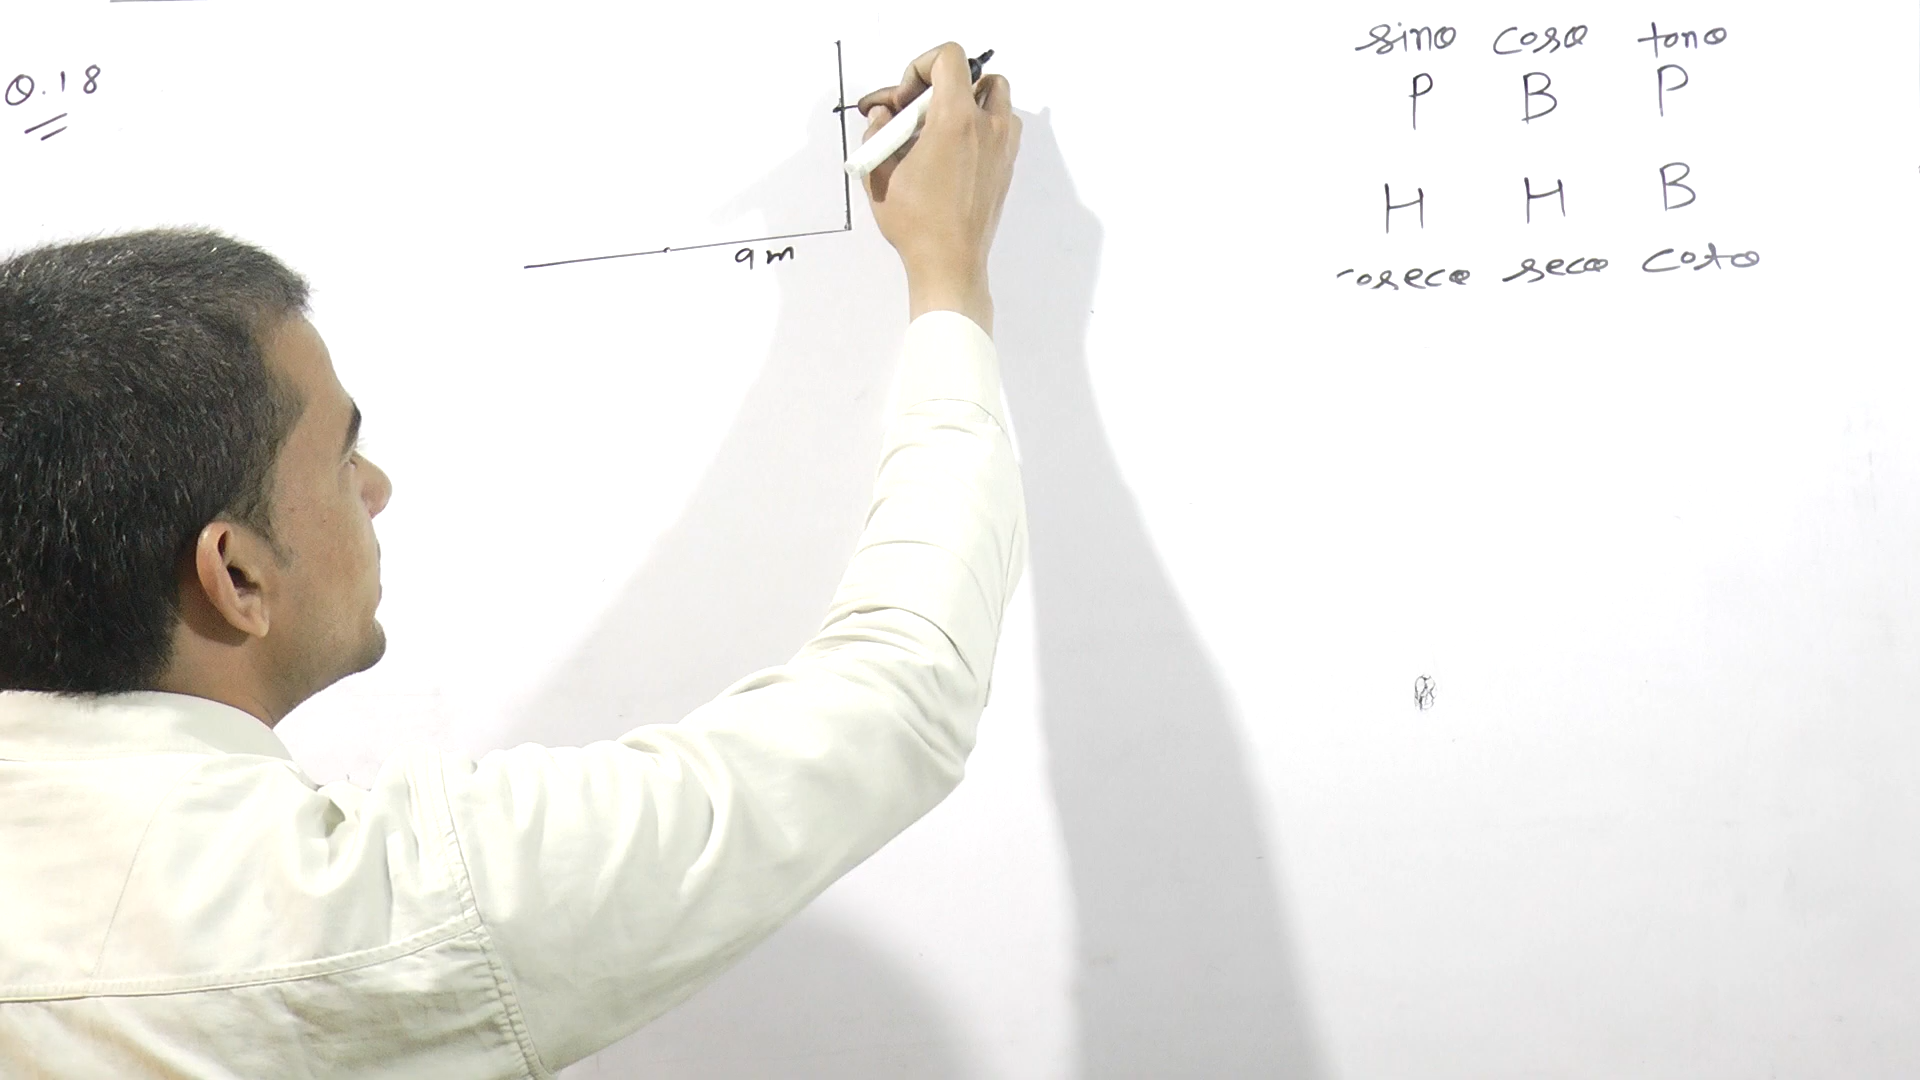 Q.18
sinθ cosθ tanθ
P B P
H H B
cosecθ secθ cotθ
9m